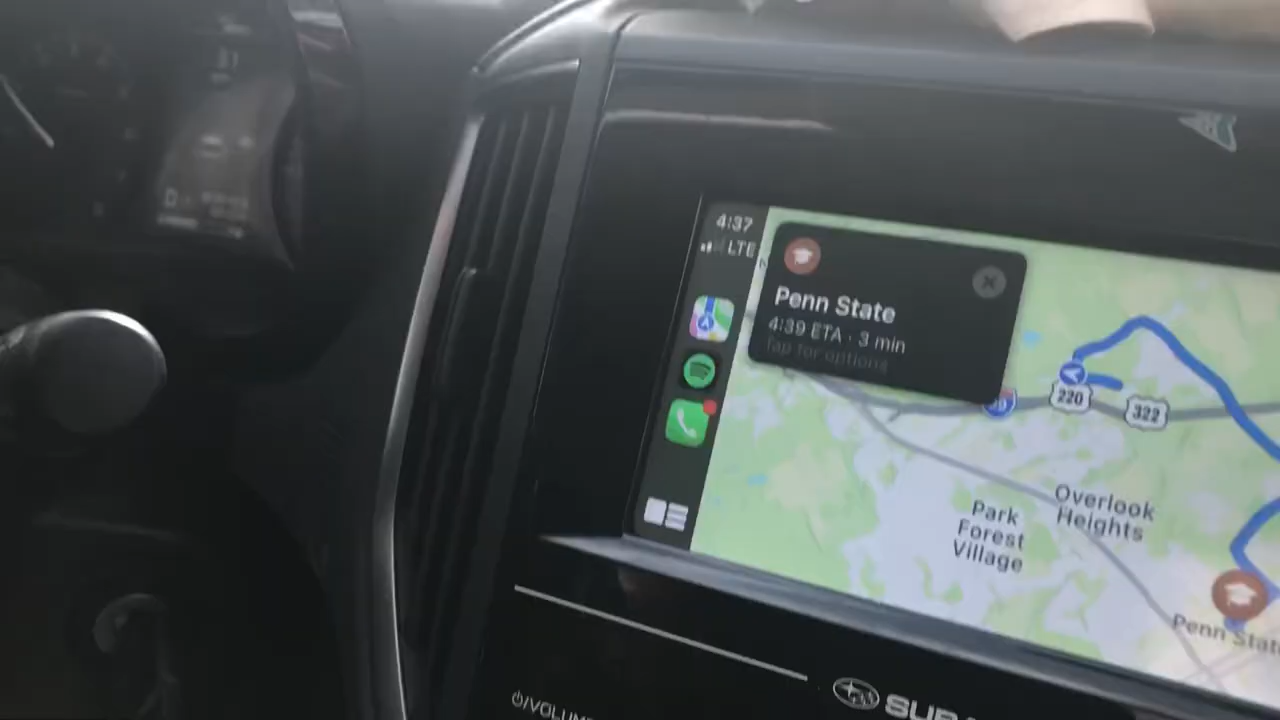 4:37
LTE
Penn State
4:39 ETA · 3 min
Tap for options
220
322
Overlook
Heights
Park
Forest
Village
Penn State